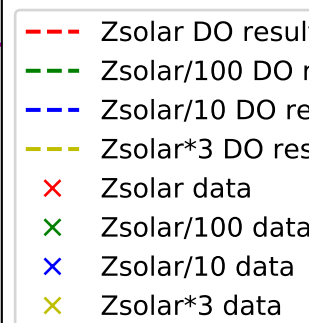 Zsolar DO resul
Zsolar/100 DO r
Zsolar/10 DO re
Zsolar*3 DO res
Zsolar data
Zsolar/100 data
Zsolar/10 data
Zsolar*3 data